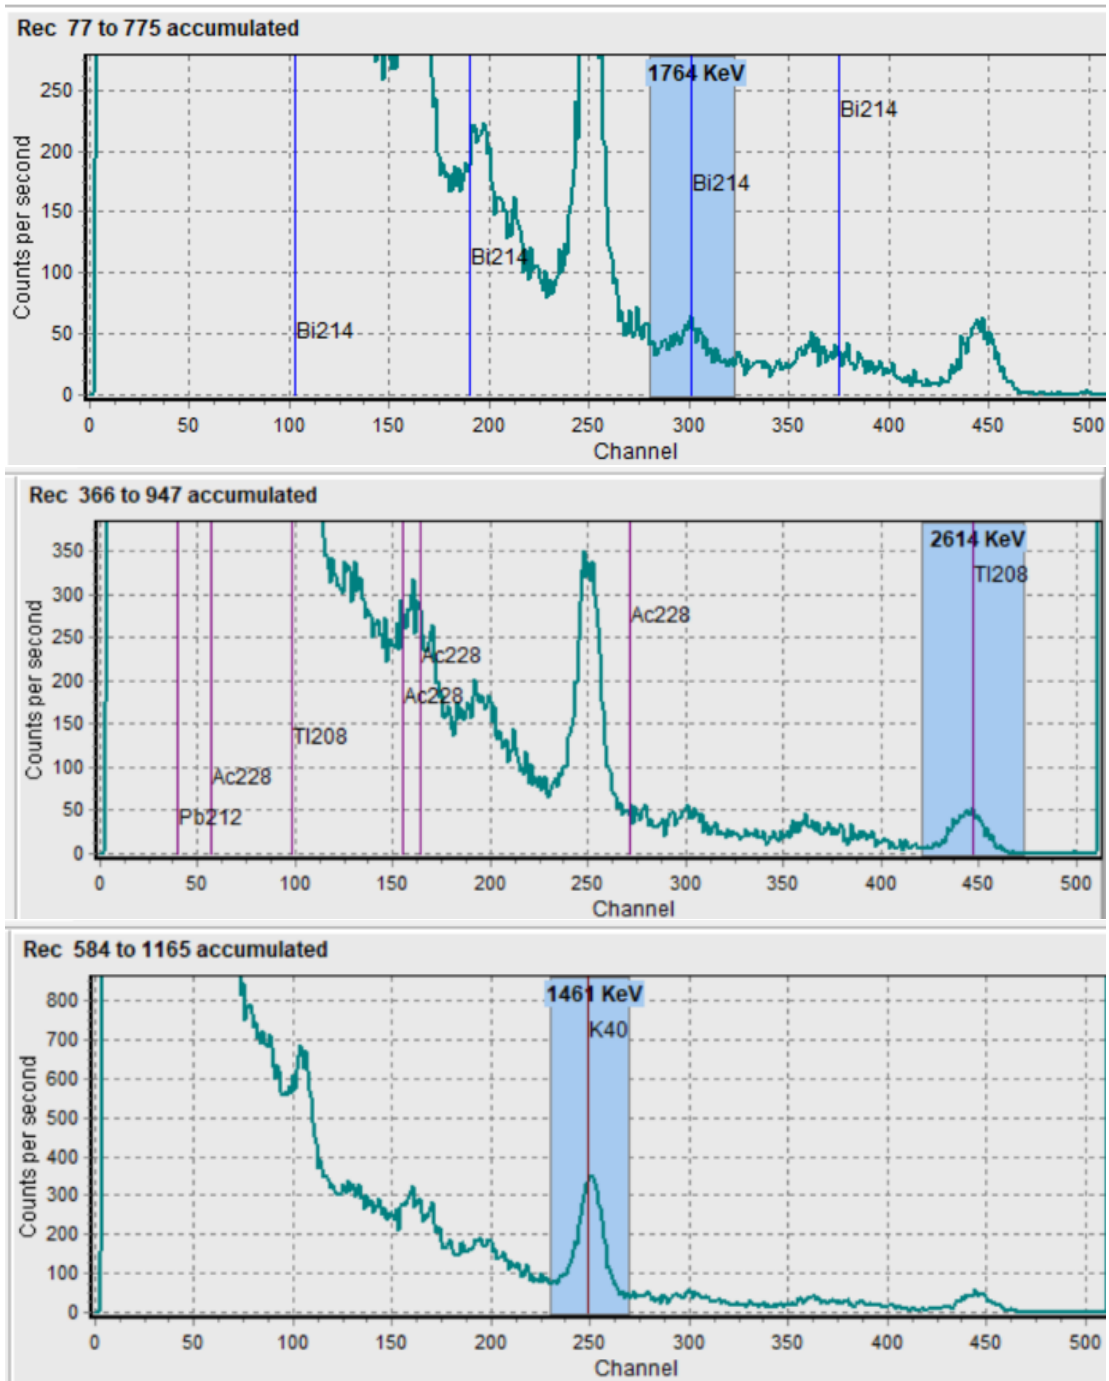 Rec 77 to 775 accumulated
Counts per second
250
200
150
100
50
0
1764 KeV
Bi214
Bi214
Bi214
Bi214
0 50 100 150 200 250 300 350 400 450 500
Channel
Rec 366 to 947 accumulated
Counts per second
350
300
250
200
150
100
50
0
2614 KeV
Tl208
Ac228
Ac228
Ac228
Tl208
Ac228
Pb212
0 50 100 150 200 250 300 350 400 450 500
Channel
Rec 584 to 1165 accumulated
Counts per second
800
700
600
500
400
300
200
100
0
1461 KeV
K40
0 50 100 150 200 250 300 350 400 450 500
Channel